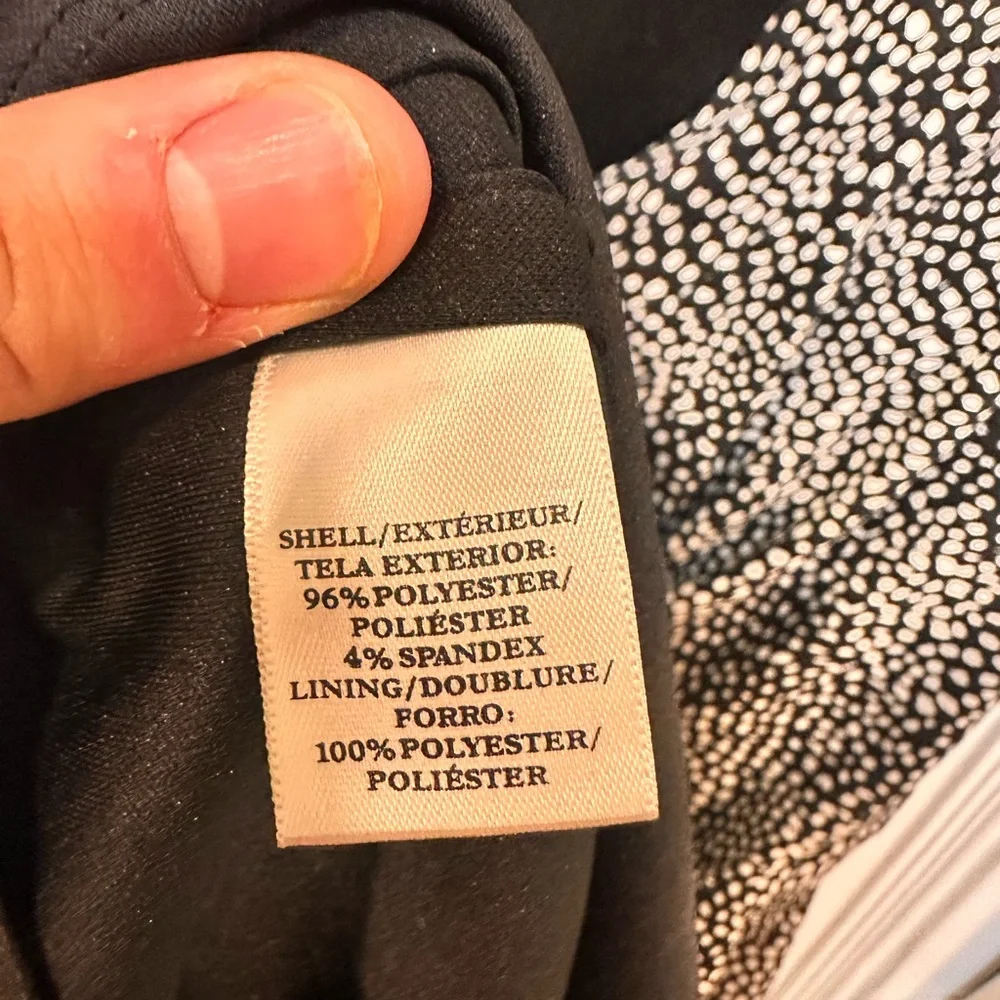 SHELL/EXTÉRIEUR/
TELA EXTERIOR:
96% POLYESTER/
POLIÉSTER
4% SPANDEX
LINING/DOUBLURE/
FORRO:
100% POLYESTER/
POLIÉSTER